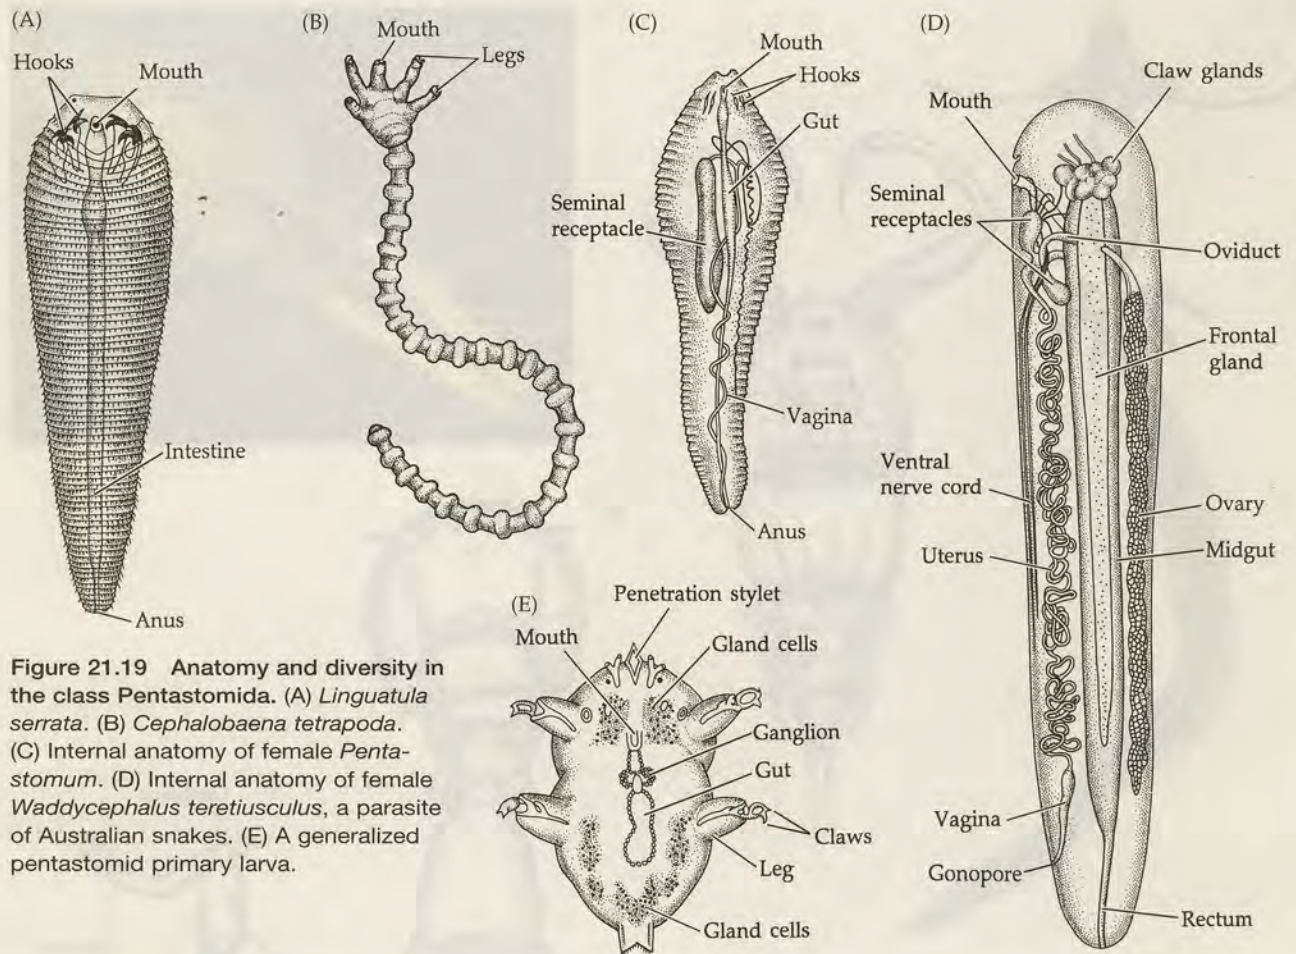 (A)
Hooks
Mouth
Intestine
Anus
(B)
Mouth
Legs
(C)
Mouth
Hooks
Gut
Seminal
receptacle
Vagina
Anus
(D)
Claw glands
Mouth
Seminal
receptacles
Oviduct
Frontal
gland
Ventral
nerve cord
Ovary
Uterus
Midgut
Vagina
Gonopore
Rectum
(E)
Penetration stylet
Mouth
Gland cells
Ganglion
Gut
Claws
Leg
Gland cells
Figure 21.19 Anatomy and diversity in
the class Pentastomida. (A) Linguatula
serrata. (B) Cephalobaena tetrapoda.
(C) Internal anatomy of female Penta-
stomum. (D) Internal anatomy of female
Waddycephalus teretiusculus, a parasite
of Australian snakes. (E) A generalized
pentastomid primary larva.